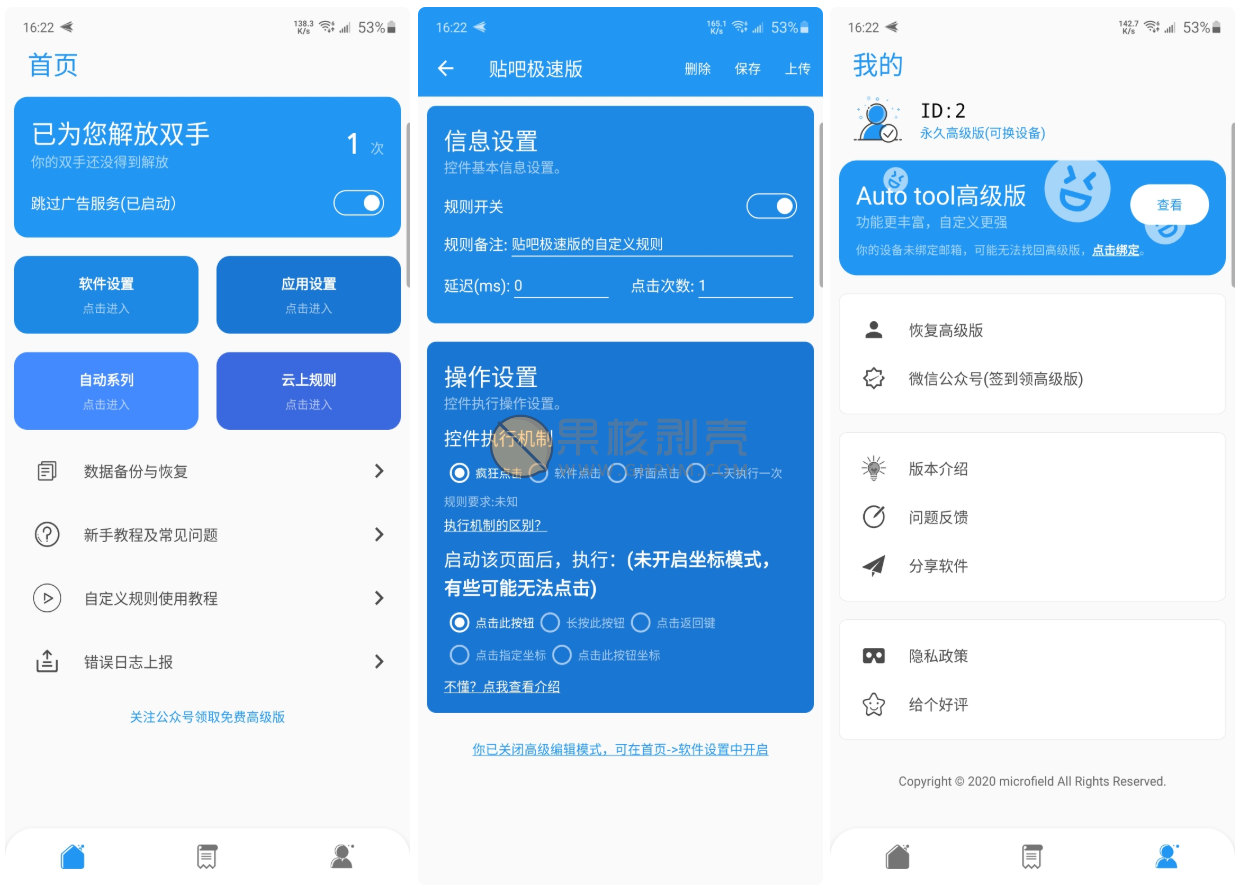 16:22
138.3 K/s
53%
首页
已为您解放双手
1 次
你的双手还没得到解放
跳过广告服务(已启动)
软件设置
点击进入
应用设置
点击进入
自动系列
点击进入
云上规则
点击进入
数据备份与恢复
新手教程及常见问题
自定义规则使用教程
错误日志上报
关注公众号领取免费高级版
16:22
165.1 K/s
53%
贴吧极速版
删除 保存 上传
信息设置
控件基本信息设置。
规则开关
规则备注: 贴吧极速版的自定义规则
延迟(ms): 0 点击次数: 1
操作设置
控件执行操作设置。
控件执行机制
果核剥壳
疯狂点击 软件点击 界面点击 一天执行一次
规则要求:未知
执行机制的区别?
启动该页面后，执行：(未开启坐标模式，
有些可能无法点击)
点击此按钮 长按此按钮 点击返回键
点击指定坐标 点击此按钮坐标
不懂？点我查看介绍
你已关闭高级编辑模式，可在首页->软件设置中开启
16:22
142.7 K/s
53%
我的
ID:2
永久高级版(可换设备)
Auto tool高级版
功能更丰富，自定义更强
查看
你的设备未绑定邮箱，可能无法找回高级版，点击绑定。
恢复高级版
微信公众号(签到领高级版)
版本介绍
问题反馈
分享软件
隐私政策
给个好评
Copyright © 2020 microfield All Rights Reserved.